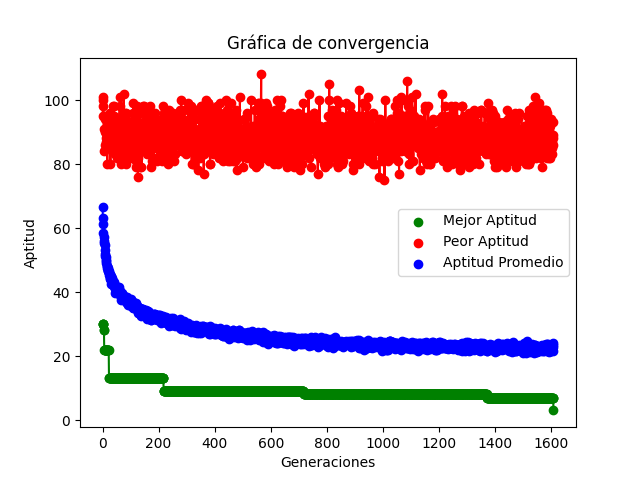 Gráfica de convergencia
Aptitud
100
80
60
40
20
0
Mejor Aptitud
Peor Aptitud
Aptitud Promedio
0 200 400 600 800 1000 1200 1400 1600
Generaciones